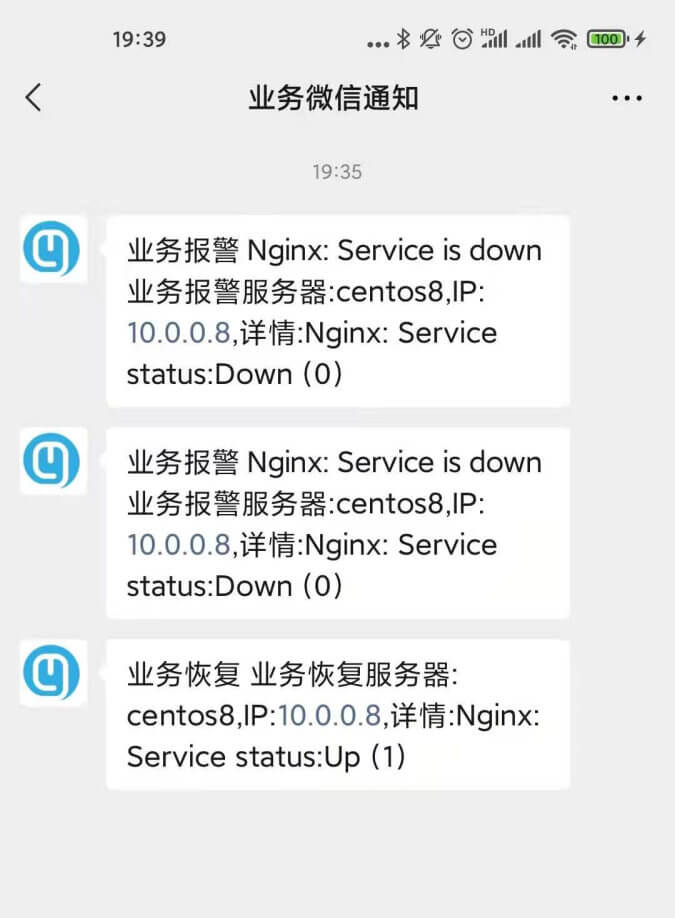 19:39
HD
100
业务微信通知
19:35
业务报警 Nginx: Service is down
业务报警服务器:centos8,IP:
10.0.0.8,详情:Nginx: Service
status:Down (0)
业务报警 Nginx: Service is down
业务报警服务器:centos8,IP:
10.0.0.8,详情:Nginx: Service
status:Down (0)
业务恢复 业务恢复服务器:
centos8,IP:10.0.0.8,详情:Nginx:
Service status:Up (1)